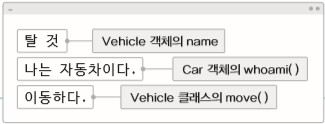 탈 것 Vehicle 객체의 name
나는 자동차이다. Car 객체의 whoami( )
이동하다. Vehicle 클래스의 move( )